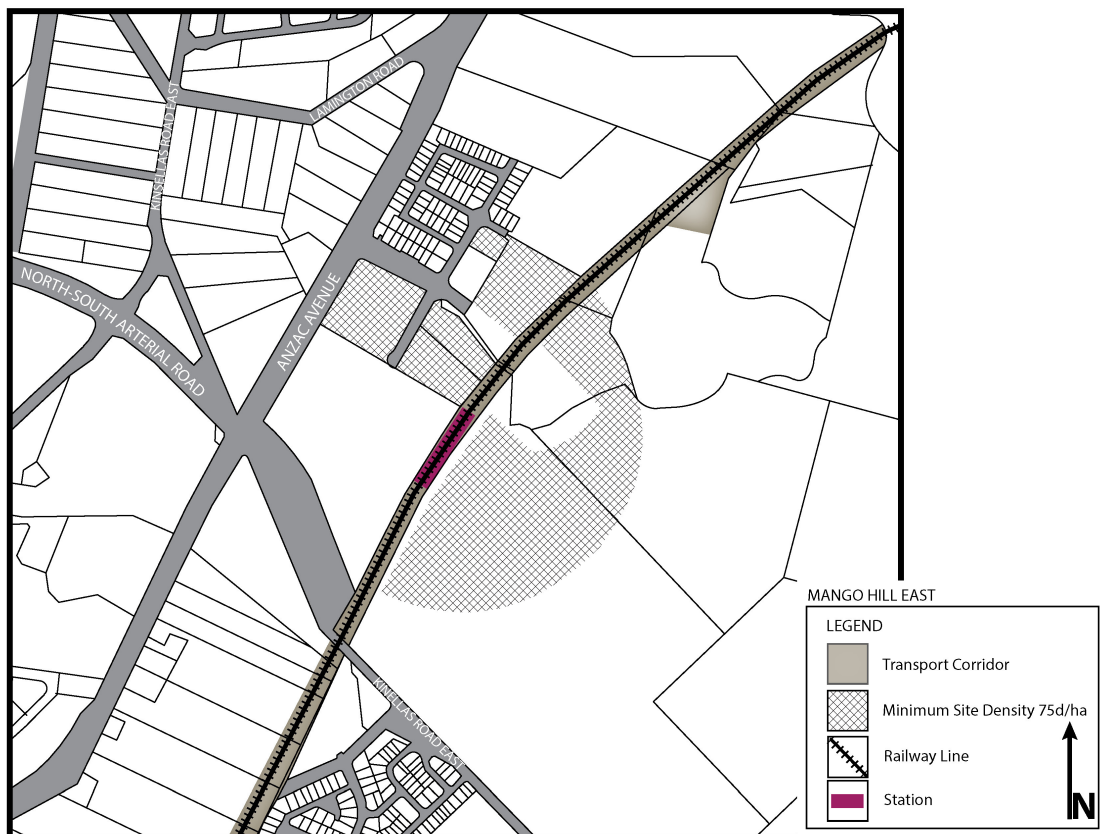 LAMINGTON ROAD
KINSELLAS ROAD EAST
NORTH-SOUTH ARTERIAL ROAD
ANZAC AVENUE
KINELLAS ROAD EAST
MANGO HILL EAST
LEGEND
Transport Corridor
Minimum Site Density 75d/ha
Railway Line
Station
N